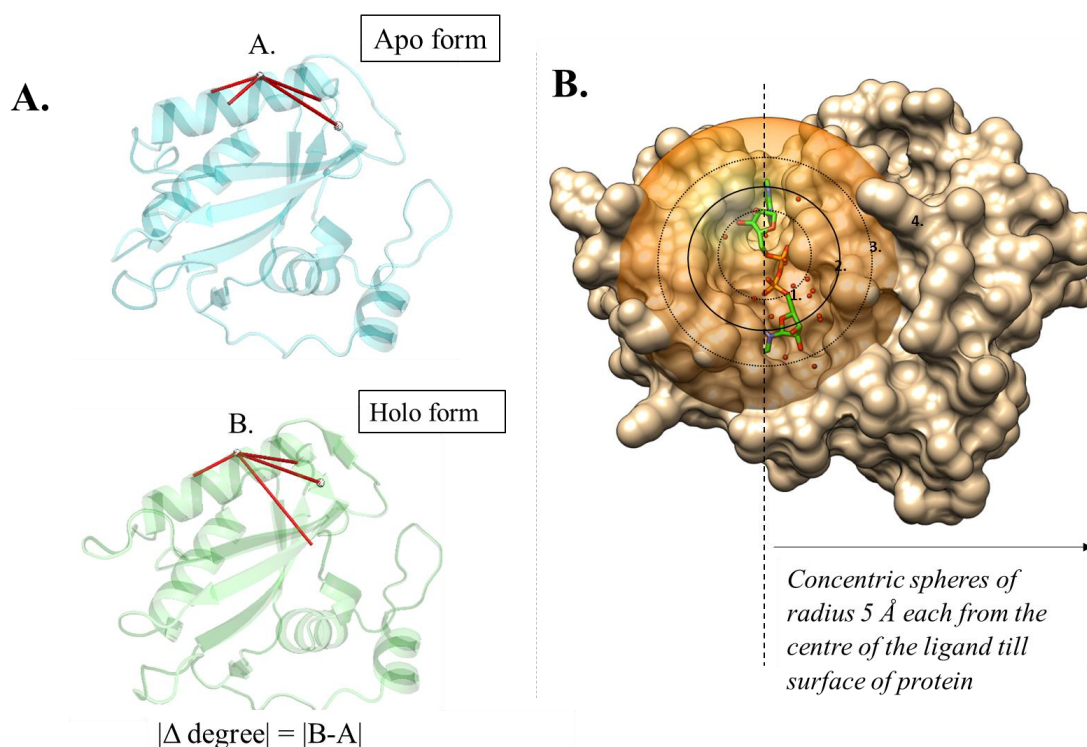 A.
Apo form
A.
Holo form
B.
|Δ degree| = |B-A|
B.
1.
2.
3.
4.
Concentric spheres of
radius 5 Å each from the
centre of the ligand till
surface of protein